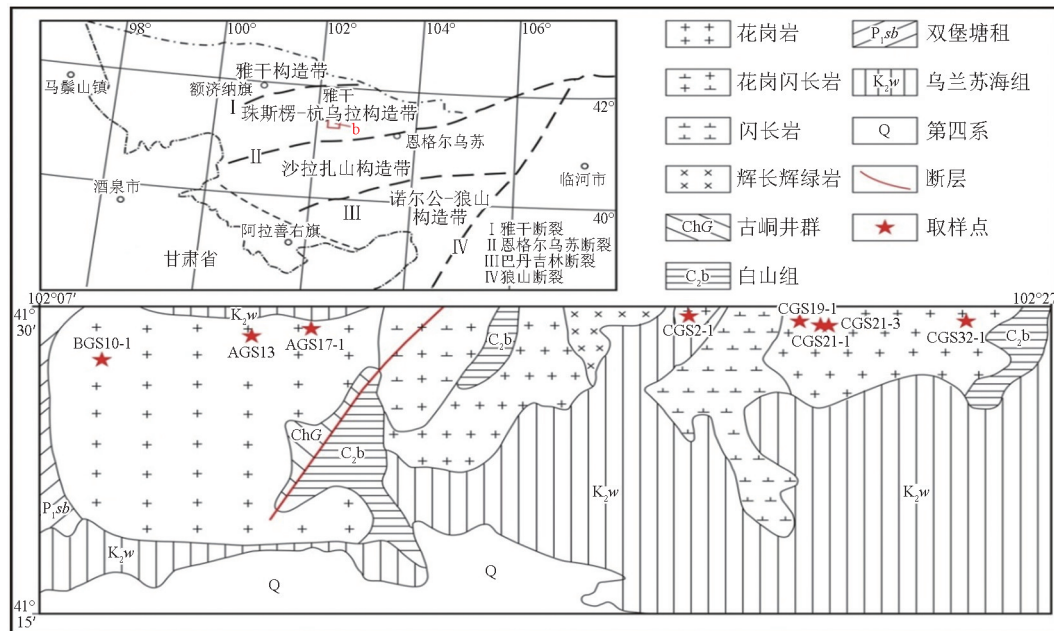 98°
100°
102°
104°
106°
42°
40°
雅干构造带
马鬃山镇
额济纳旗
雅干
I
珠斯楞-杭乌拉构造带
b
恩格尔乌苏
II
沙拉扎山构造带
临河市
酒泉市
诺尔公-狼山
构造带
III
阿拉善右旗
IV
甘肃省
I 雅干断裂
II恩格尔乌苏断裂
III巴丹吉林断裂
IV狼山断裂
花岗岩
花岗闪长岩
闪长岩
辉长辉绿岩
ChG 古峒井群
C₂b 白山组
P₁sb 双堡塘租
K₂w 乌兰苏海组
Q 第四系
断层
取样点
102°07′
102°27′
41°
30′
K₂w
BGS10-1
AGS13
AGS17-1
C₂b
CGS2-1
CGS19-1
CGS21-3
CGS21-1
CGS32-1
C₂b
ChG
C₂b
K₂w
K₂w
P₁sb
K₂w
Q
Q
41°
15′